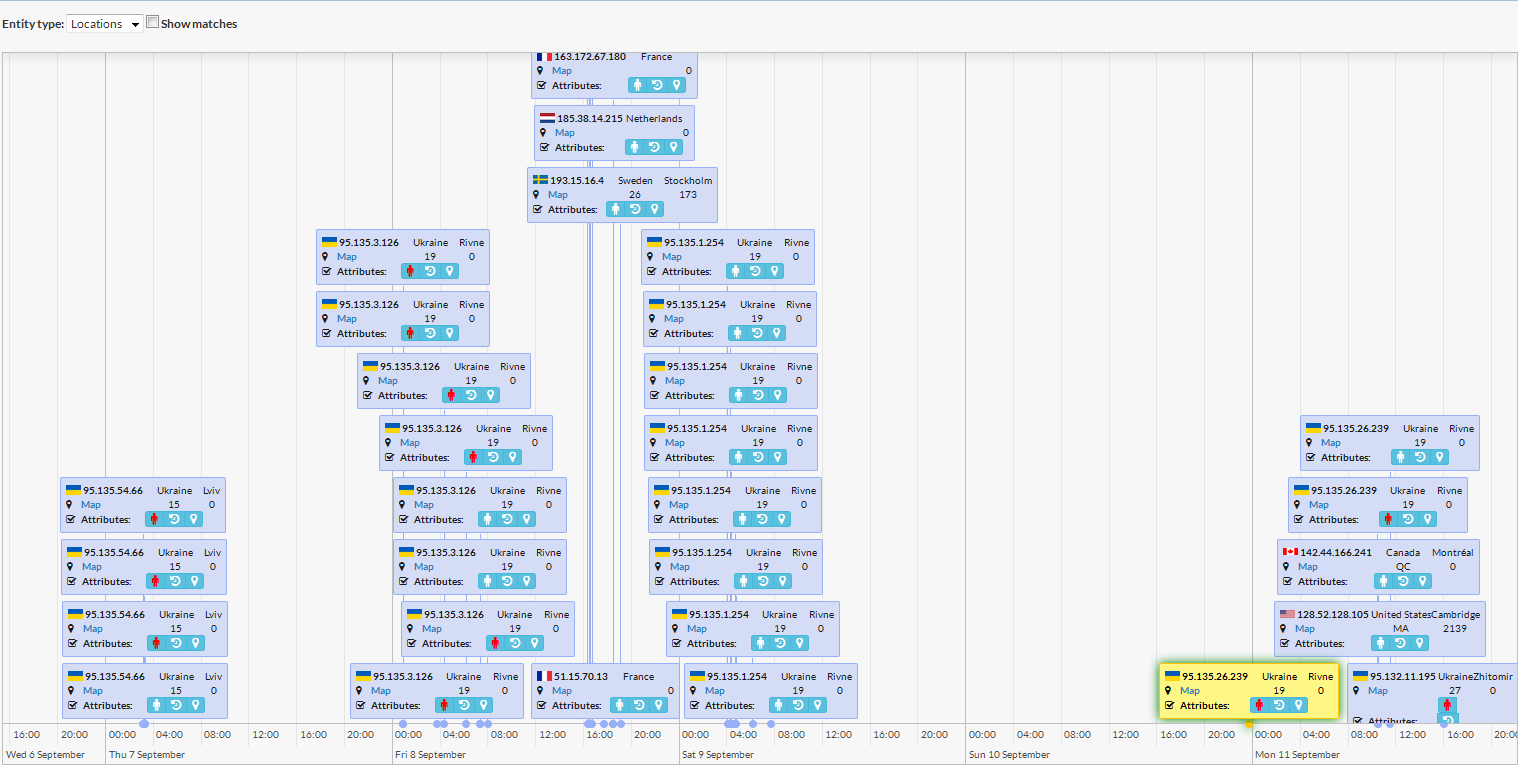 Entity type: Locations Show matches
163.172.67.180 France
Map 0
Attributes:
185.38.14.215 Netherlands
Map 0
Attributes:
193.15.16.4 Sweden Stockholm
Map 26 173
Attributes:
95.135.3.126 Ukraine Rivne
Map 19 0
Attributes:
95.135.1.254 Ukraine Rivne
Map 19 0
Attributes:
95.135.3.126 Ukraine Rivne
Map 19 0
Attributes:
95.135.1.254 Ukraine Rivne
Map 19 0
Attributes:
95.135.3.126 Ukraine Rivne
Map 19 0
Attributes:
95.135.1.254 Ukraine Rivne
Map 19 0
Attributes:
95.135.3.126 Ukraine Rivne
Map 19 0
Attributes:
95.135.1.254 Ukraine Rivne
Map 19 0
Attributes:
95.135.26.239 Ukraine Rivne
Map 19 0
Attributes:
95.135.54.66 Ukraine Lviv
Map 15 0
Attributes:
95.135.3.126 Ukraine Rivne
Map 19 0
Attributes:
95.135.1.254 Ukraine Rivne
Map 19 0
Attributes:
95.135.26.239 Ukraine Rivne
Map 19 0
Attributes:
95.135.54.66 Ukraine Lviv
Map 15 0
Attributes:
95.135.3.126 Ukraine Rivne
Map 19 0
Attributes:
95.135.1.254 Ukraine Rivne
Map 19 0
Attributes:
142.44.166.241 Canada Montréal
Map QC 0
Attributes:
95.135.54.66 Ukraine Lviv
Map 15 0
Attributes:
95.135.3.126 Ukraine Rivne
Map 19 0
Attributes:
95.135.1.254 Ukraine Rivne
Map 19 0
Attributes:
128.52.128.105 United StatesCambridge
Map MA 2139
Attributes:
95.135.54.66 Ukraine Lviv
Map 15 0
Attributes:
95.135.3.126 Ukraine Rivne
Map 19 0
Attributes:
51.15.70.13 France
Map 0
Attributes:
95.135.1.254 Ukraine Rivne
Map 19 0
Attributes:
95.135.26.239 Ukraine Rivne
Map 19 0
Attributes:
95.132.11.195 UkraineZhitomir
Map 27 0
Attributes:
16:00 20:00 00:00 04:00 08:00 12:00 16:00 20:00 00:00 04:00 08:00 12:00 16:00 20:00 00:00 04:00 08:00 12:00 16:00 20:00 00:00 04:00 08:00 12:00 16:00 20:00 00:00 04:00 08:00 12:00 16:00 20:00
Wed 6 September Thu 7 September Fri 8 September Sat 9 September Sun 10 September Mon 11 September